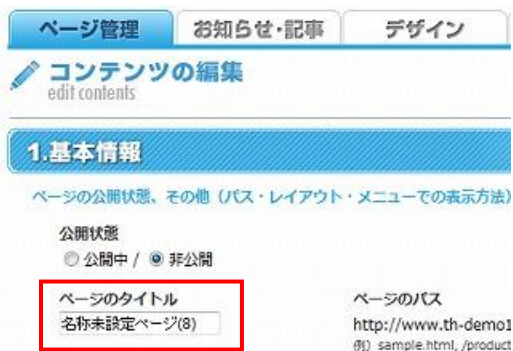 ページ管理 お知らせ・記事 デザイン
コンテンツの編集
edit contents
1.基本情報
ページの公開状態、その他（パス・レイアウト・メニューでの表示方法）
公開状態
公開中 / 非公開
ページのタイトル ページのパス
名称未設定ページ(8) http://www.th-demo1
例）sample.html, /product